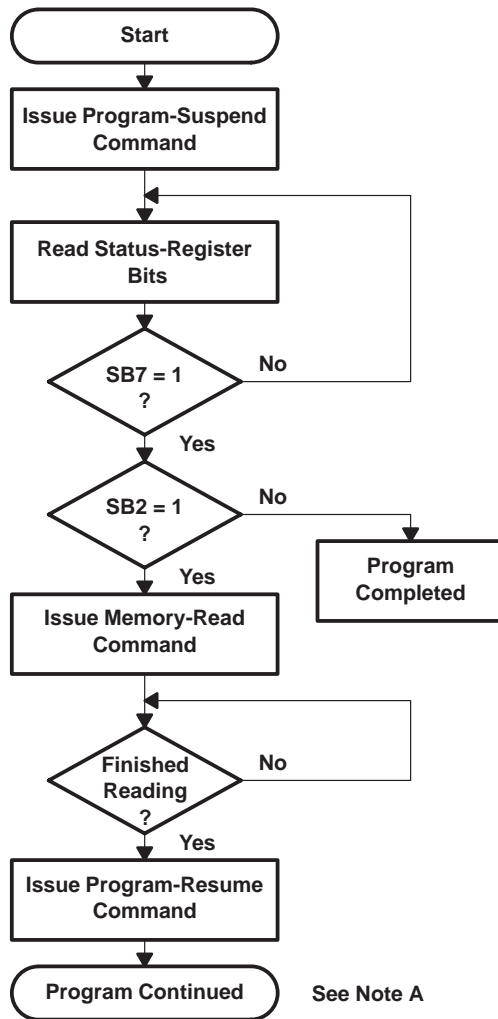 Start
Issue Program-Suspend
Command
Read Status-Register
Bits
SB7 = 1
?
No
Yes
SB2 = 1
?
No
Yes
Program
Completed
Issue Memory-Read
Command
Finished
Reading
?
No
Yes
Issue Program-Resume
Command
Program Continued
See Note A